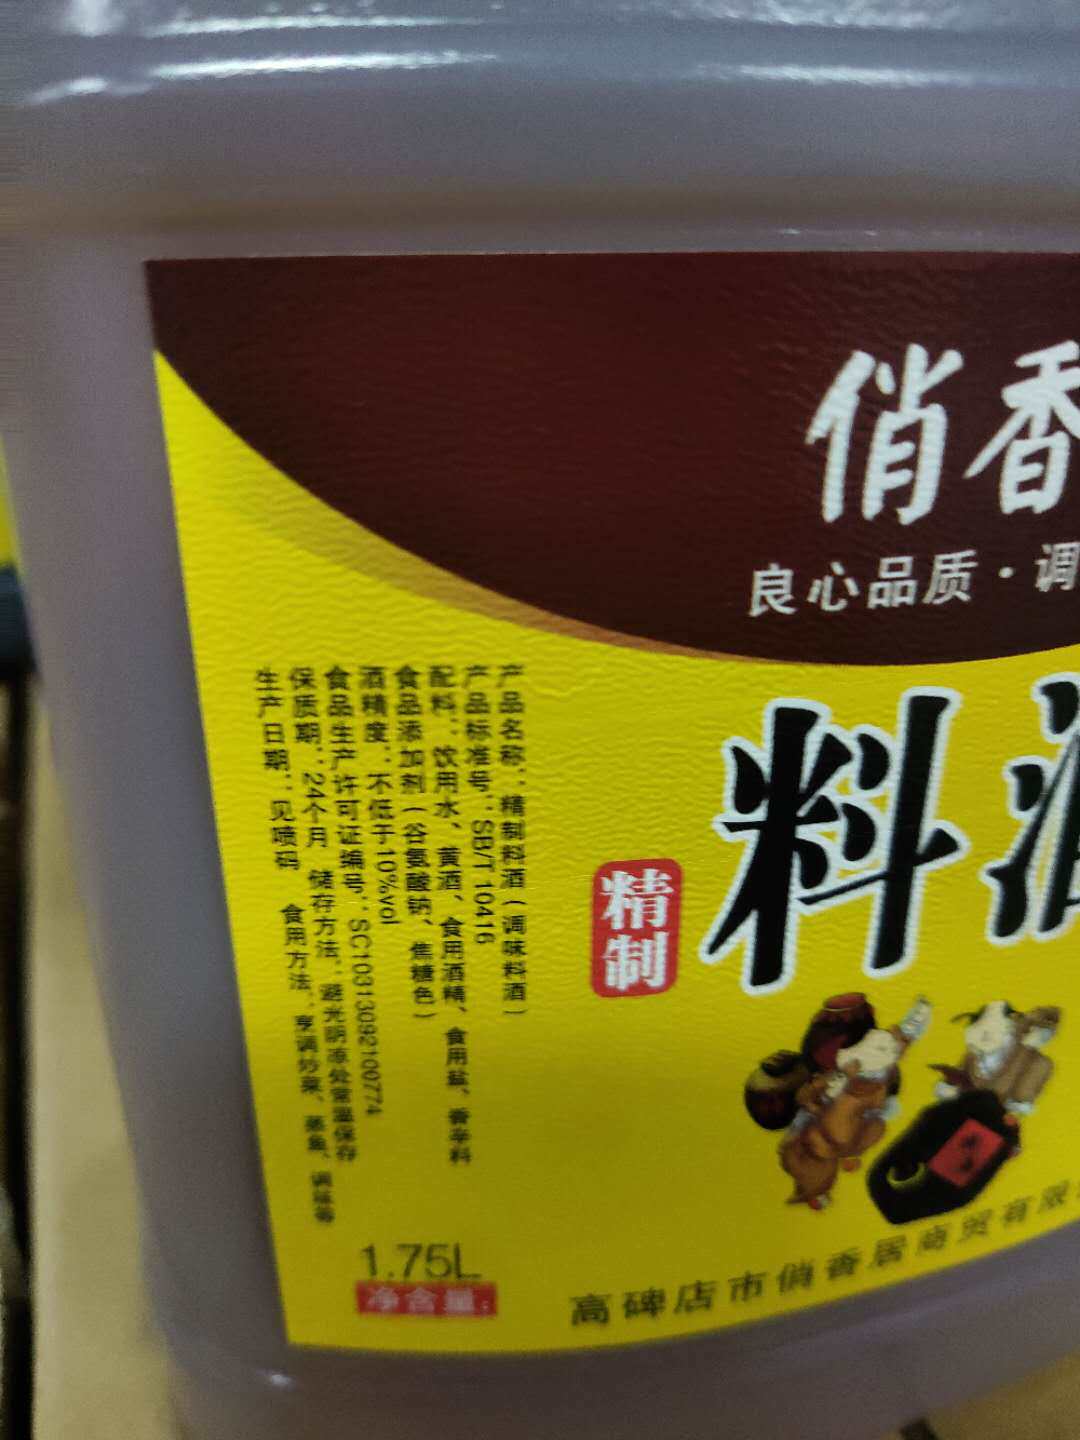 俏香
良心品质·调
料酒
精制
产品名称：精制料酒（调味料酒）
产品标准号：SB/T 10416
配料：饮用水、黄酒、食用酒精、食用盐、香辛料
食品添加剂（谷氨酸钠、焦糖色）
酒精度：不低于10%vol
食品生产许可证编号：SC10313092100774
保质期：24个月 储存方法：避光阴凉处常温保存
生产日期：见喷码 食用方法：烹调炒菜、蒸鱼、调味等
1.75L
净含量：
高碑店市俏香居商贸有限